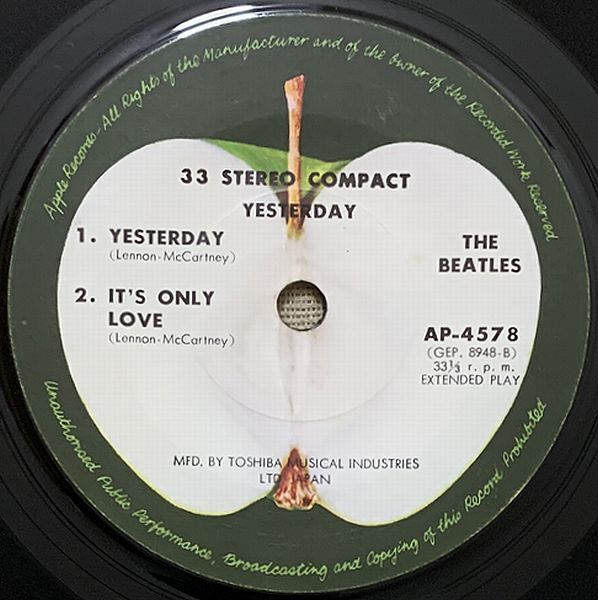 Apple Records-All Rights of the Manufacturer and of the Owner of the Recorded Work Reserved
33 STEREO COMPACT
YESTERDAY
1. YESTERDAY
(Lennon-McCartney)
2. IT'S ONLY
LOVE
(Lennon-McCartney)
THE
BEATLES
AP-4578
(GEP. 8948-B)
33⅓ r. p. m.
EXTENDED PLAY
MFD. BY TOSHIBA MUSICAL INDUSTRIES
LTD. JAPAN
Unauthorised Public Performance, Broadcasting and Copying of this Record Prohibited